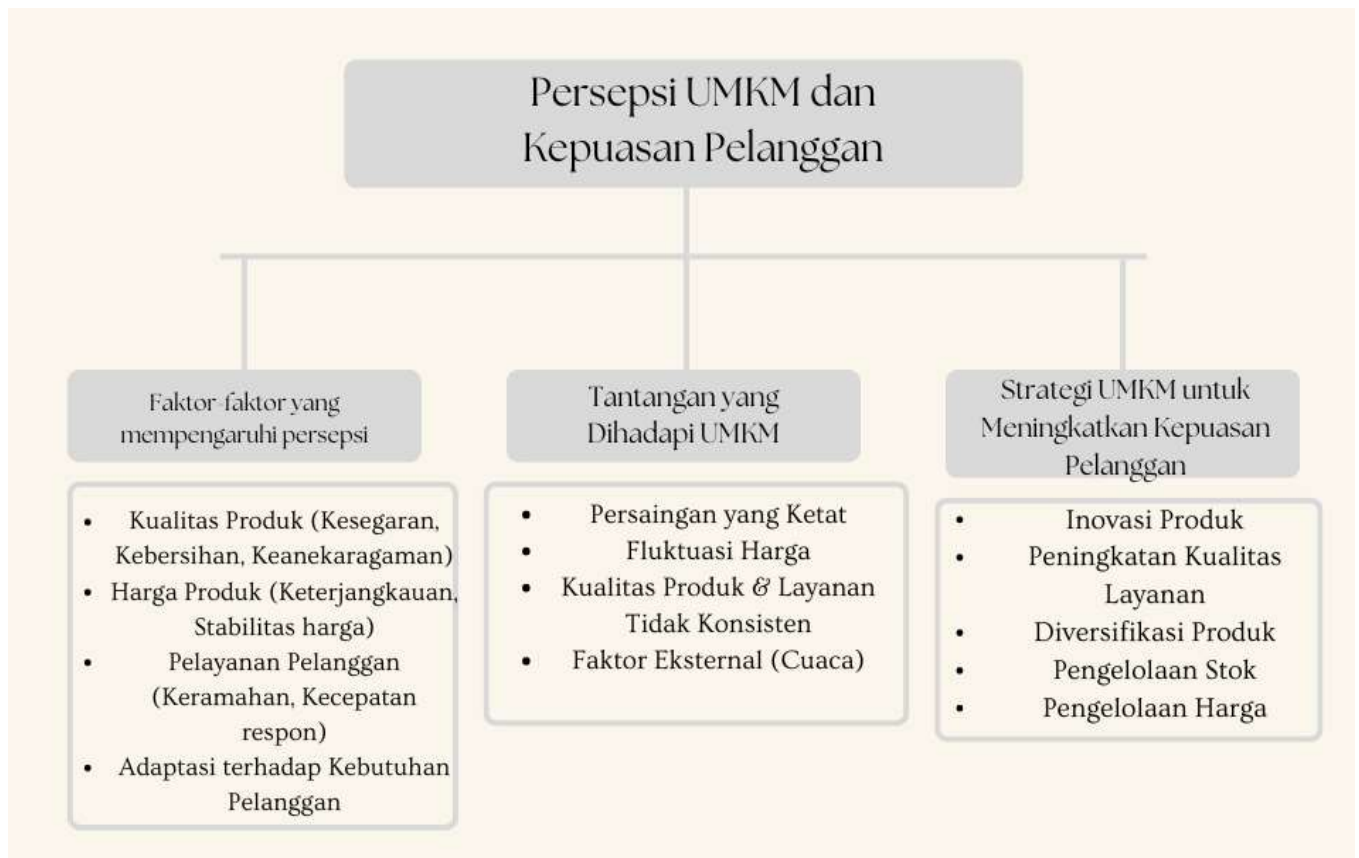 Persepsi UMKM dan
Kepuasan Pelanggan
Faktor-faktor yang
mempengaruhi persepsi
• Kualitas Produk (Kesegaran,
Kebersihan, Keanekaragaman)
• Harga Produk (Keterjangkauan,
Stabilitas harga)
• Pelayanan Pelanggan
(Keramahan, Kecepatan
respon)
• Adaptasi terhadap Kebutuhan
Pelanggan
Tantangan yang
Dihadapi UMKM
• Persaingan yang Ketat
• Fluktuasi Harga
• Kualitas Produk & Layanan
Tidak Konsisten
• Faktor Eksternal (Cuaca)
Strategi UMKM untuk
Meningkatkan Kepuasan
Pelanggan
• Inovasi Produk
• Peningkatan Kualitas
Layanan
• Diversifikasi Produk
• Pengelolaan Stok
• Pengelolaan Harga